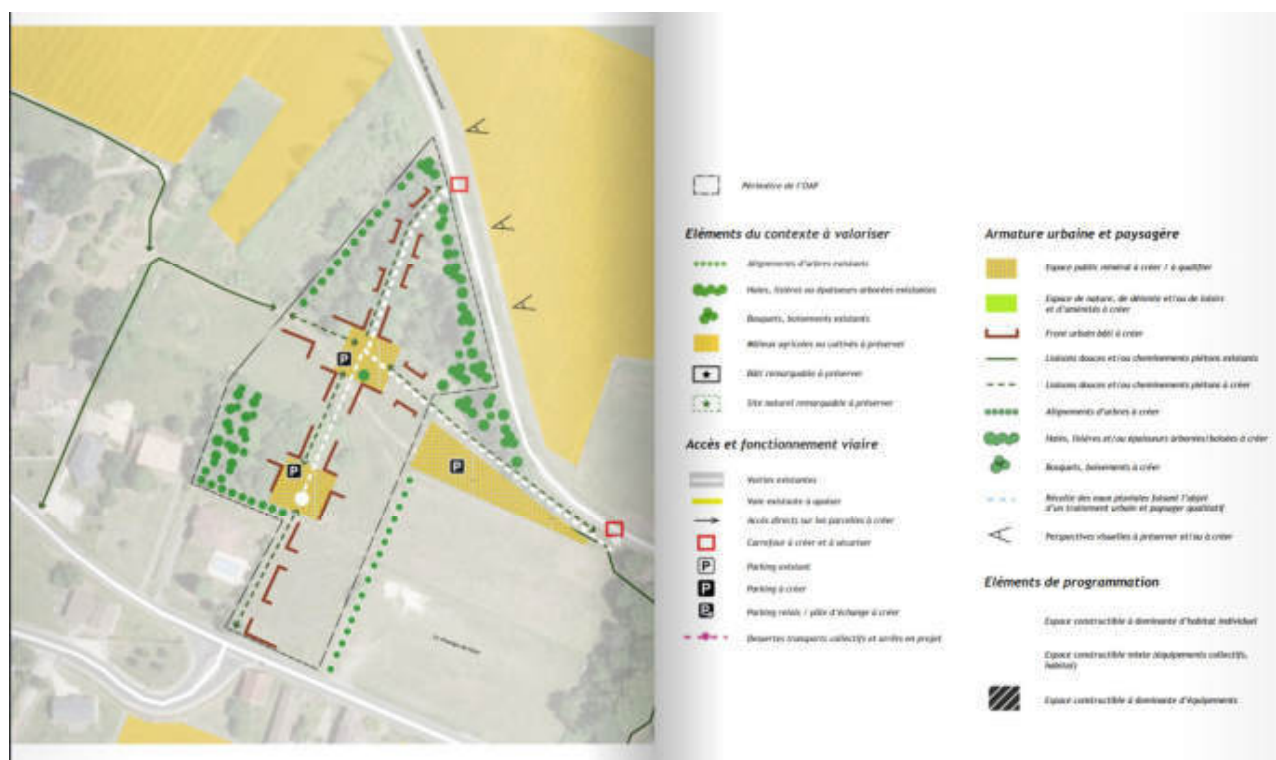 P
P
P
Périmètre de l'OAP
Eléments du contexte à valoriser
Alignements d'arbres existants
Haies, lisières ou épaisseurs arborées existantes
Bouquets, boisements existants
Milieux agricoles ou cultivés à préserver
Bâti remarquable à préserver
Site naturel remarquable à préserver
Accès et fonctionnement viaire
Voiries existantes
Voie existante à apaiser
Accès directs sur les parcelles à créer
Carrefour à créer et à sécuriser
P
Parking existant
P
Parking à créer
P
Parking relais / pôle d'échange à créer
Dessertes transports collectifs et arrêts en projet
Armature urbaine et paysagère
Espace public minéral à créer / à qualifier
Espace de nature, de détente et/ou de loisirs
et d'aménités à créer
Front urbain bâti à créer
Liaisons douces et/ou cheminements piétons existants
Liaisons douces et/ou cheminements piétons à créer
Alignements d'arbres à créer
Haies, lisières et/ou épaisseurs arborées/boisées à créer
Bouquets, boisements à créer
Récolte des eaux pluviales faisant l'objet
d'un traitement urbain et paysager qualitatif
Perspectives visuelles à préserver et/ou à créer
Eléments de programmation
Espace constructible à dominante d'habitat individuel
Espace constructible mixte (équipements collectifs,
habitat)
Espace constructible à dominante d'équipements